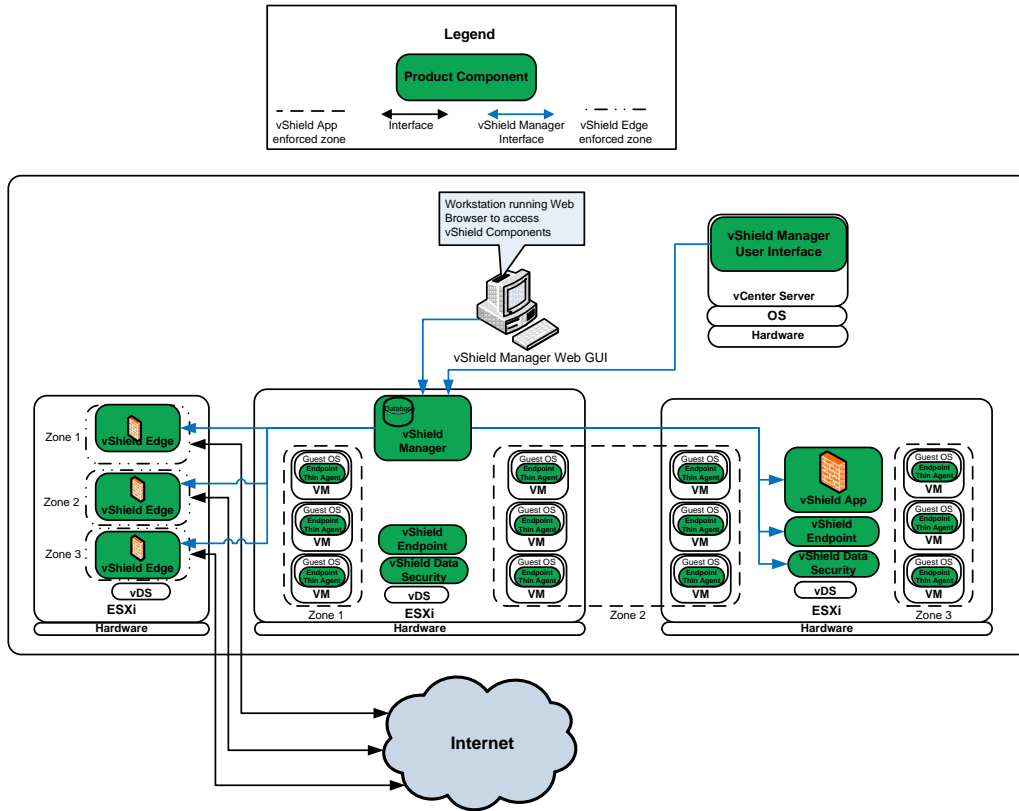 Legend
Product Component
vShield App
enforced zone
Interface
vShield Manager
Interface
vShield Edge
enforced zone
Workstation running Web
Browser to access
vShield Components
vShield Manager Web GUI
vShield Manager
User Interface
vCenter Server
OS
Hardware
Zone 1
vShield Edge
Zone 2
vShield Edge
Zone 3
vShield Edge
vDS
ESXi
Hardware
Database
vShield
Manager
Guest OS
Endpoint
Thin Agent
VM
Guest OS
Endpoint
Thin Agent
VM
Guest OS
Endpoint
Thin Agent
VM
Zone 1
vShield
Endpoint
vShield Data
Security
vDS
ESXi
Hardware
Guest OS
Endpoint
Thin Agent
VM
Guest OS
Endpoint
Thin Agent
VM
Guest OS
Endpoint
Thin Agent
VM
Zone 2
Guest OS
Endpoint
Thin Agent
VM
Guest OS
Endpoint
Thin Agent
VM
Guest OS
Endpoint
Thin Agent
VM
vShield App
vShield
Endpoint
vShield Data
Security
vDS
ESXi
Hardware
Guest OS
Endpoint
Thin Agent
VM
Guest OS
Endpoint
Thin Agent
VM
Guest OS
Endpoint
Thin Agent
VM
Zone 3
Internet